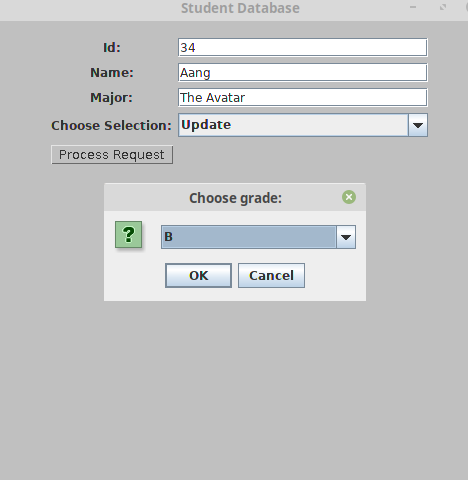 Student Database
Id: 34
Name: Aang
Major: The Avatar
Choose Selection: Update
Process Request
Choose grade:
?
B
OK Cancel